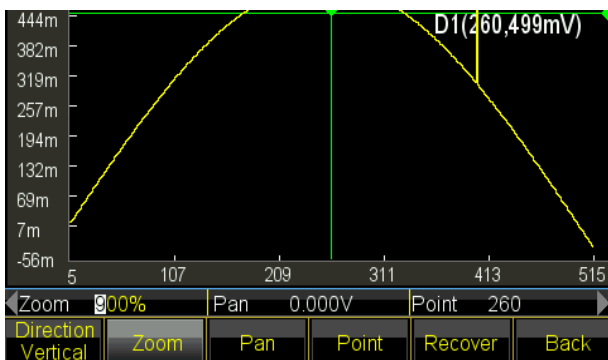 444m
D1(260,499mV)
382m
319m
257m
194m
132m
69m
7m
-56m
5 107 209 311 413 515
Zoom 900% Pan 0.000V Point 260
Direction
Vertical Zoom Pan Point Recover Back